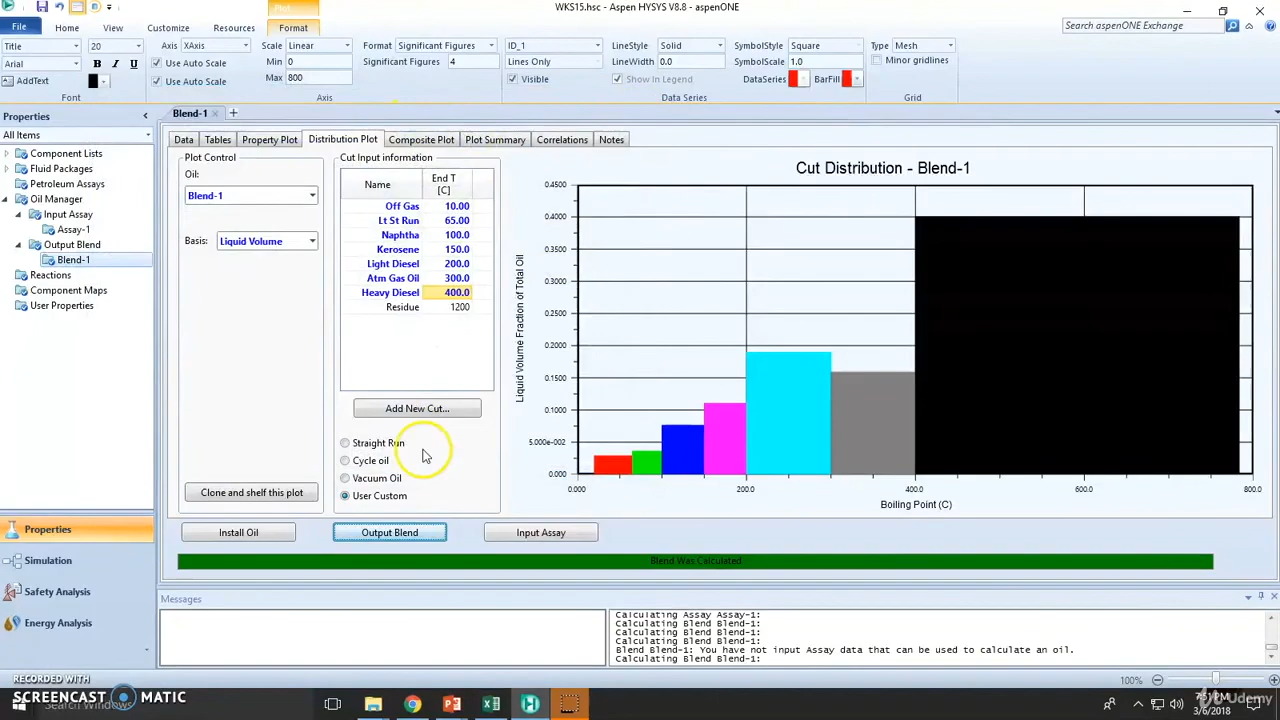 WKS15.hsc - Aspen HYSYS V8.8 - aspenONE
Plot
File Home View Customize Resources Format
Search aspenONE Exchange
Title 20 Axis XAxis Scale Linear Format Significant Figures ID_1 LineStyle Solid SymbolStyle Square Type Mesh
Arial B I U Use Auto Scale Min 0 Significant Figures 4 Lines Only LineWidth 0.0 SymbolScale 1.0 Minor gridlines
AddText Use Auto Scale Max 800 Visible Show In Legend DataSeries BarFill
Font Axis Data Series Grid
Properties
All Items
Component Lists
Fluid Packages
Petroleum Assays
Oil Manager
Input Assay
Assay-1
Output Blend
Blend-1
Reactions
Component Maps
User Properties
Properties
Simulation
Safety Analysis
Energy Analysis
Blend-1 +
Data Tables Property Plot Distribution Plot Composite Plot Plot Summary Correlations Notes
Plot Control
Oil:
Blend-1
Basis: Liquid Volume
Clone and shelf this plot
Cut Input information
Name End T [C]
Off Gas 10.00
Lt St Run 65.00
Naphtha 100.0
Kerosene 150.0
Light Diesel 200.0
Atm Gas Oil 300.0
Heavy Diesel 400.0
Residue 1200
Add New Cut...
Straight Run
Cycle oil
Vacuum Oil
User Custom
Cut Distribution - Blend-1
Liquid Volume Fraction of Total Oil
0.4500
0.4000
0.3500
0.3000
0.2500
0.2000
0.1500
0.1000
5.000e-002
0.000
0.000 200.0 400.0 600.0 800.0
Boiling Point (C)
Install Oil Output Blend Input Assay
Blend Was Calculated
Messages
Calculating Assay Assay-1:
Calculating Blend Blend-1:
Calculating Blend Blend-1:
Calculating Blend Blend-1:
Blend Blend-1: You have not input Assay data that can be used to calculate an oil.
Calculating Blend Blend-1:
100%
RECORDED WITH
SCREENCAST MATIC
Search Windows
3/6/2018
Udemy